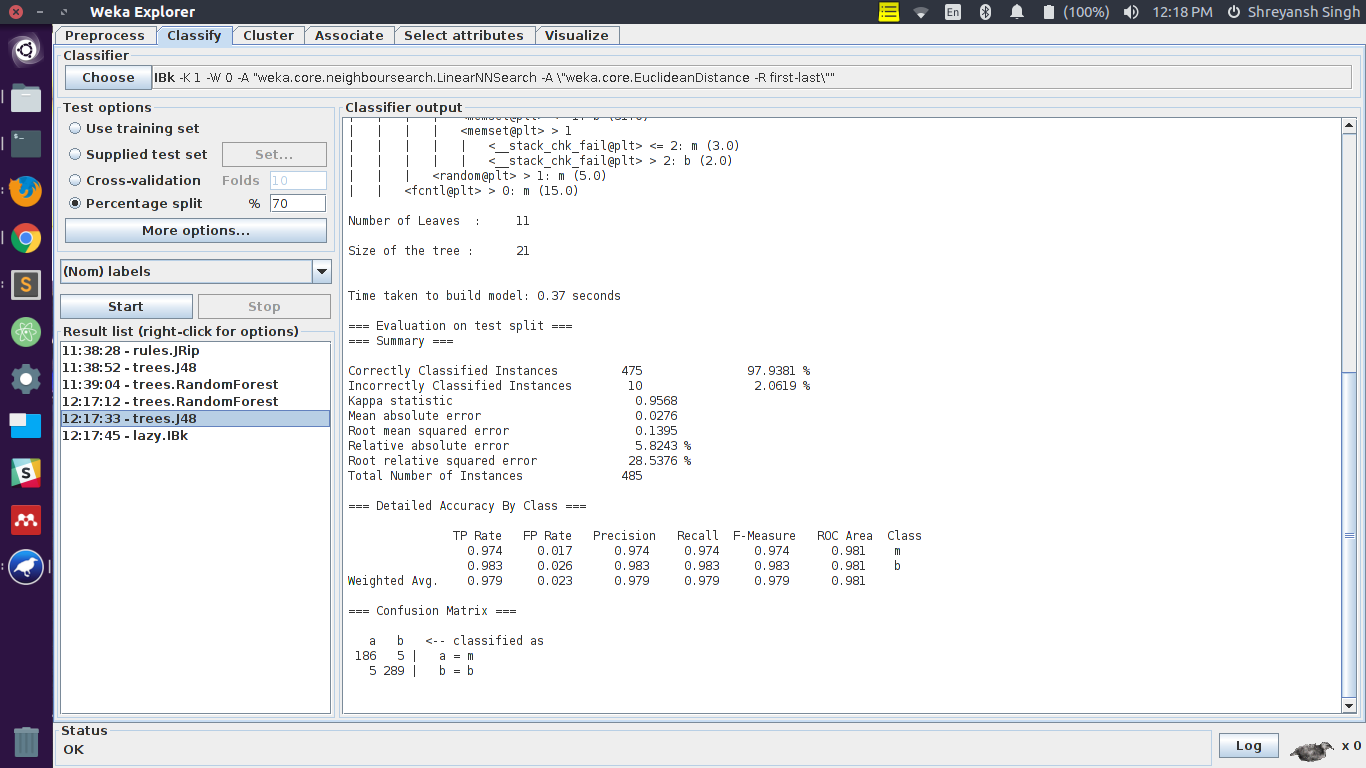 Weka Explorer
En
(100%)
12:18 PM
Shreyansh Singh
Preprocess
Classify
Cluster
Associate
Select attributes
Visualize
Classifier
Choose
IBk -K 1 -W 0 -A "weka.core.neighboursearch.LinearNNSearch -A \"weka.core.EuclideanDistance -R first-last\""
Test options
Use training set
Supplied test set
Set...
Cross-validation Folds 10
Percentage split % 70
More options...
(Nom) labels
Start
Stop
Result list (right-click for options)
11:38:28 - rules.JRip
11:38:52 - trees.J48
11:39:04 - trees.RandomForest
12:17:12 - trees.RandomForest
12:17:33 - trees.J48
12:17:45 - lazy.IBk
Classifier output
| | | | <memset@plt> > 1
| | | | | <__stack_chk_fail@plt> <= 2: m (3.0)
| | | | | <__stack_chk_fail@plt> > 2: b (2.0)
| | | <random@plt> > 1: m (5.0)
| | <fcntl@plt> > 0: m (15.0)
Number of Leaves : 11
Size of the tree : 21
Time taken to build model: 0.37 seconds
=== Evaluation on test split ===
=== Summary ===
Correctly Classified Instances 475 97.9381 %
Incorrectly Classified Instances 10 2.0619 %
Kappa statistic 0.9568
Mean absolute error 0.0276
Root mean squared error 0.1395
Relative absolute error 5.8243 %
Root relative squared error 28.5376 %
Total Number of Instances 485
=== Detailed Accuracy By Class ===
TP Rate FP Rate Precision Recall F-Measure ROC Area Class
0.974 0.017 0.974 0.974 0.974 0.981 m
0.983 0.026 0.983 0.983 0.983 0.981 b
Weighted Avg. 0.979 0.023 0.979 0.979 0.979 0.981
=== Confusion Matrix ===
a b <-- classified as
186 5 | a = m
5 289 | b = b
Status
OK
Log
x 0